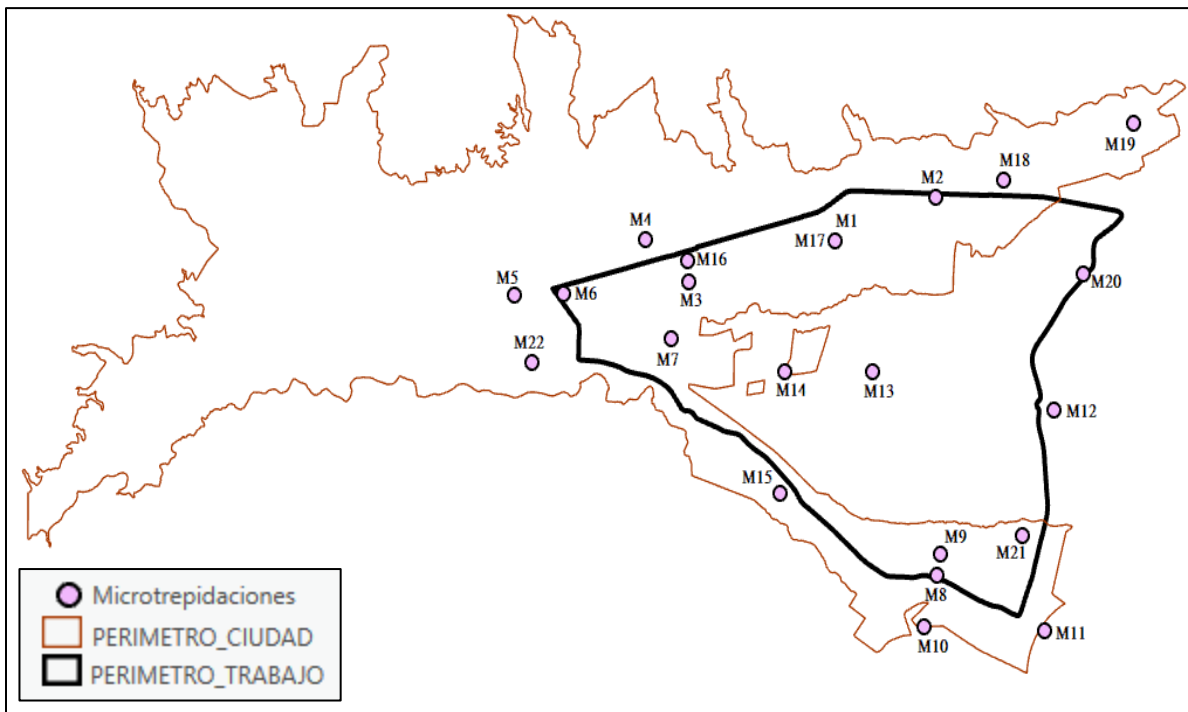 M19
M18
M2
M4
M1
M17
M16
M5
M6
M3
M20
M22
M7
M14
M13
M12
M15
M9
M21
M8
M10
M11
Microtrepidaciones
PERIMETRO_CIUDAD
PERIMETRO_TRABAJO